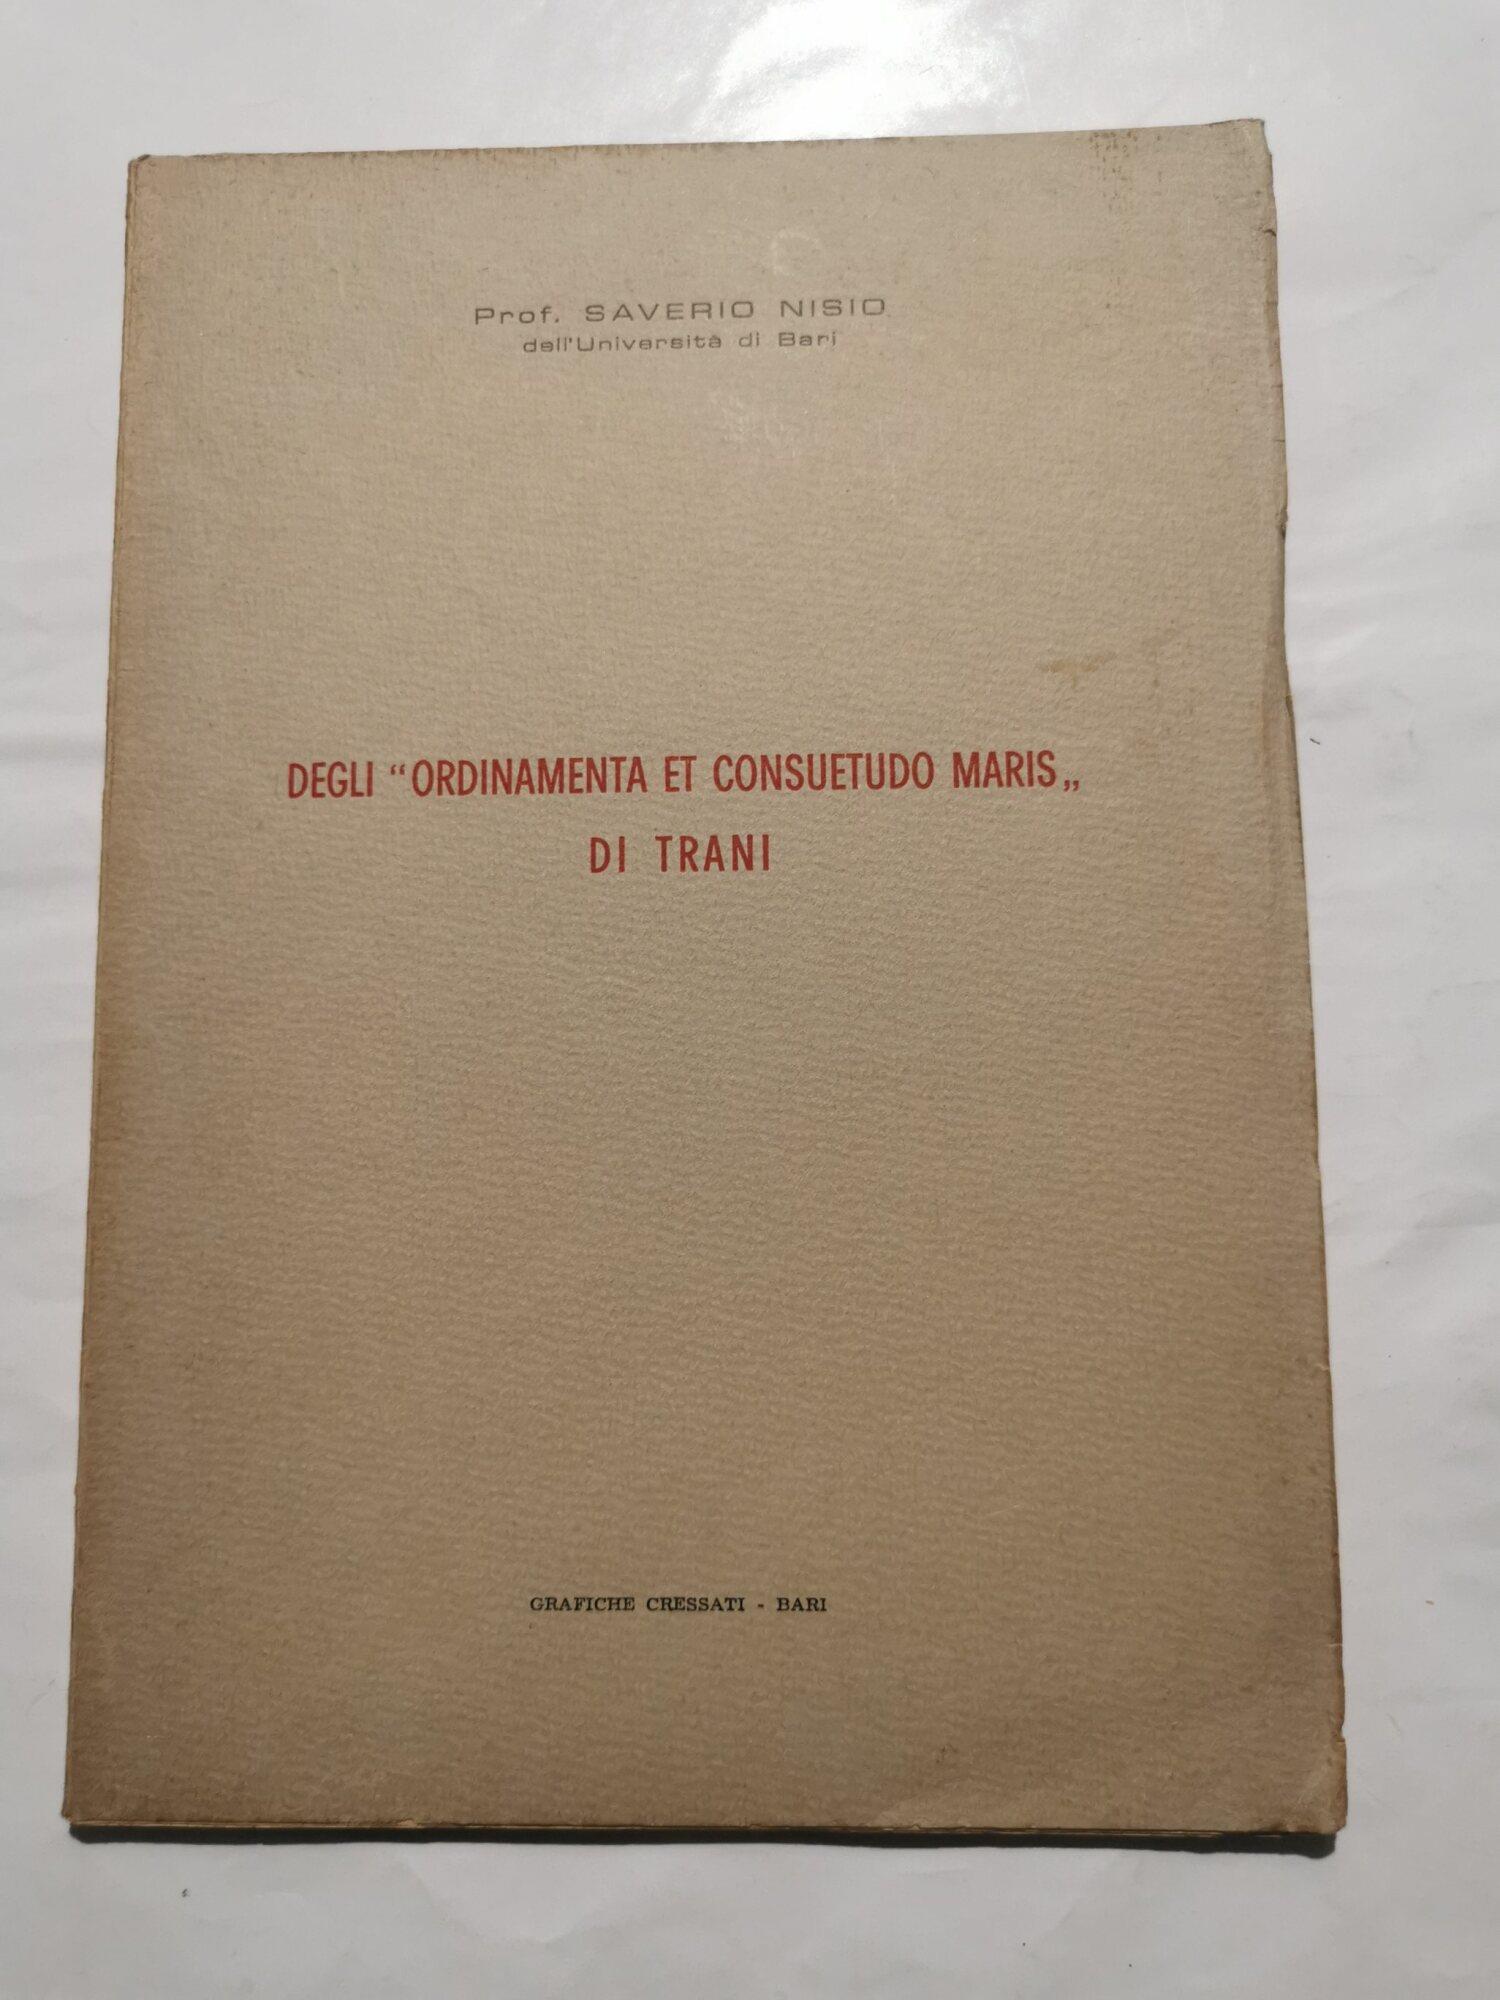 Prof. SAVERIO NISIO
dell'Università di Bari
DEGLI “ORDINAMENTA ET CONSUETUDO MARIS„
DI TRANI
GRAFICHE CRESSATI - BARI